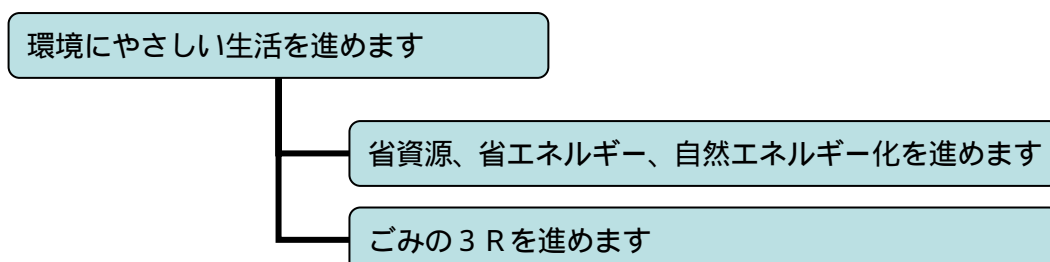 環境にやさしい生活を進めます
省資源、省エネルギー、自然エネルギー化を進めます
ごみの３Ｒを進めます